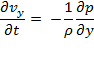 ∂v_y/∂t = − 1/ρ ∂p/∂y